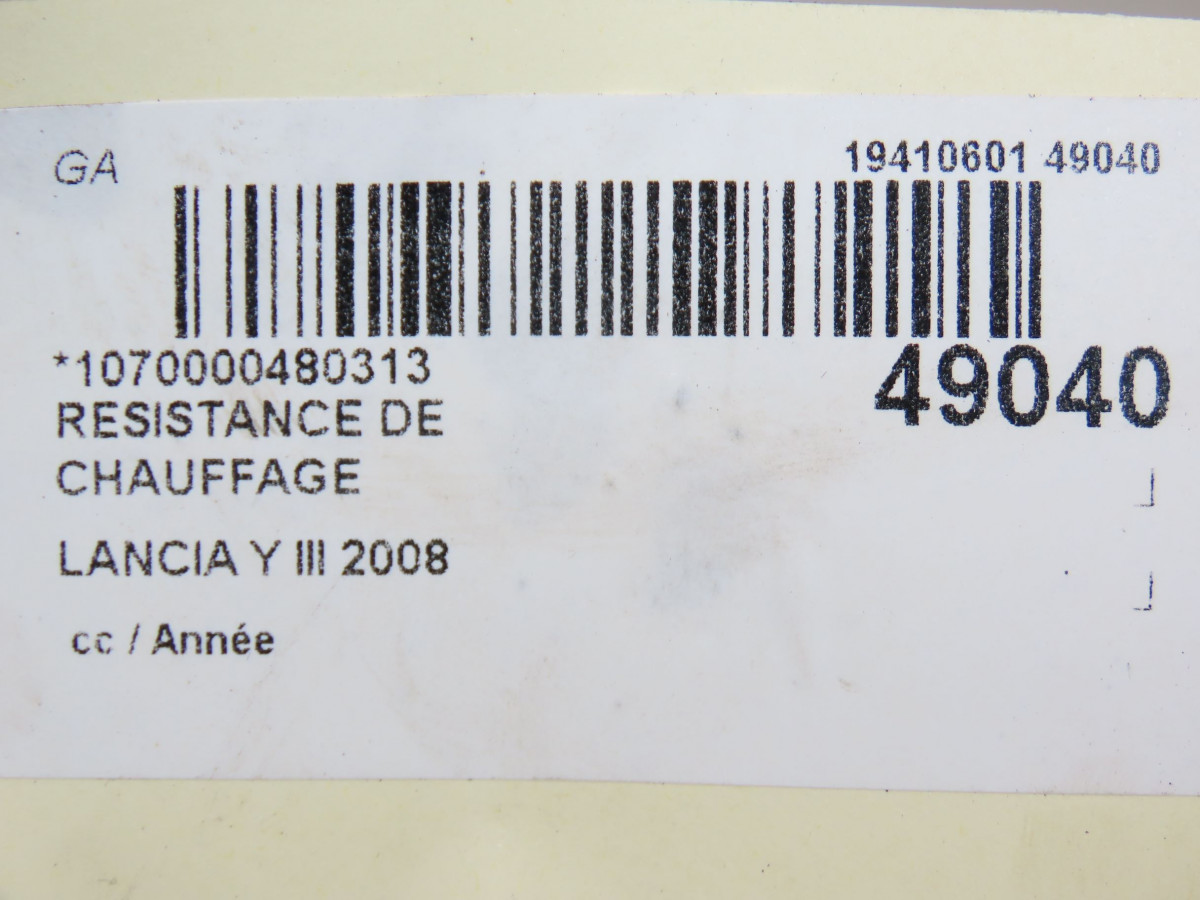 GA
19410601 49040
*1070000480313
49040
RESISTANCE DE
CHAUFFAGE
LANCIA Y III 2008
cc / Année